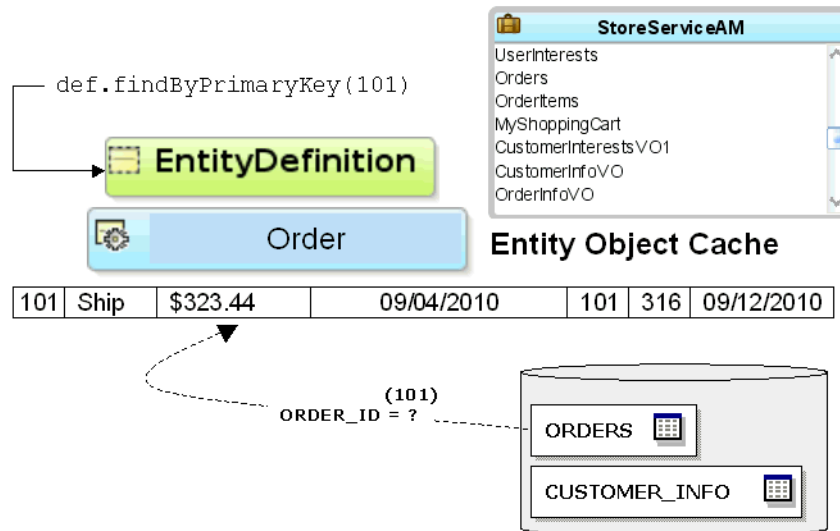 StoreServiceAM
UserInterests
Orders
OrderItems
MyShoppingCart
CustomerInterestsVO1
CustomerInfoVO
OrderInfoVO
def.findByPrimaryKey(101)
EntityDefinition
Order
Entity Object Cache
101 Ship $323.44 09/04/2010 101 316 09/12/2010
(101)
ORDER_ID = ?
ORDERS
CUSTOMER_INFO